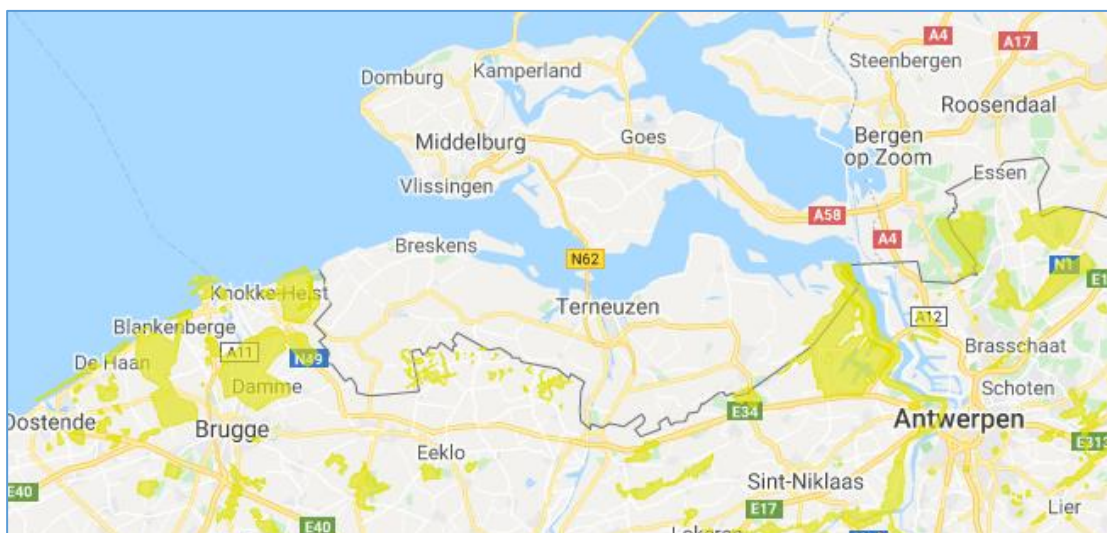 A4
A17
Steenbergen
Domburg
Kamperland
Roosendaal
Middelburg
Goes
Bergen
op Zoom
Essen
Vlissingen
A58
A4
Breskens
N62
N1
E1
Knokke-Heist
Terneuzen
A12
Blankenberge
A11
N49
Brasschaat
De Haan
Damme
Schoten
E34
Oostende
Brugge
Antwerpen
E313
Eeklo
Sint-Niklaas
E40
E17
Lier
E40
Lokeren